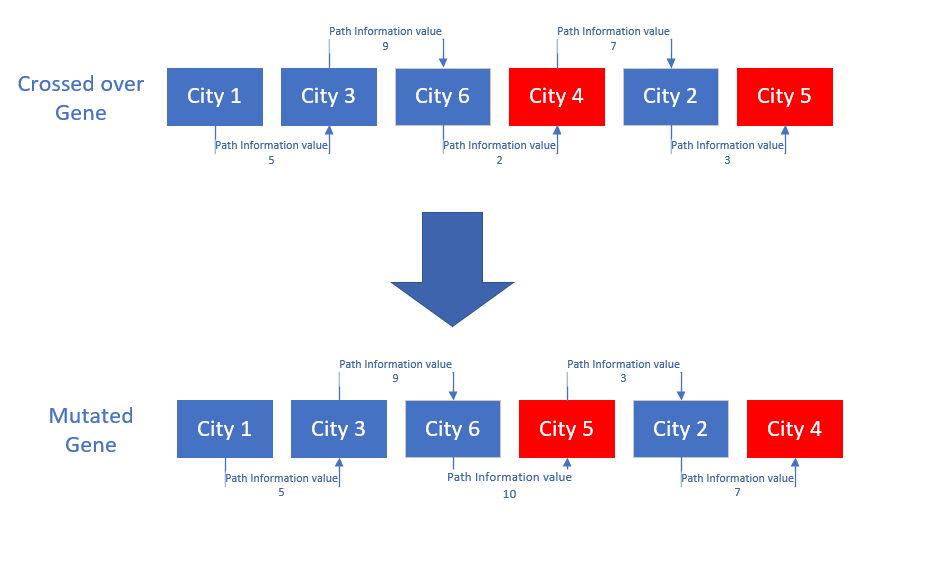 Path Information value
9
Path Information value
7
Crossed over
Gene
City 1
City 3
City 6
City 4
City 2
City 5
Path Information value
5
Path Information value
2
Path Information value
3
Path Information value
9
Path Information value
3
Mutated
Gene
City 1
City 3
City 6
City 5
City 2
City 4
Path Information value
5
Path Information value
10
Path Information value
7